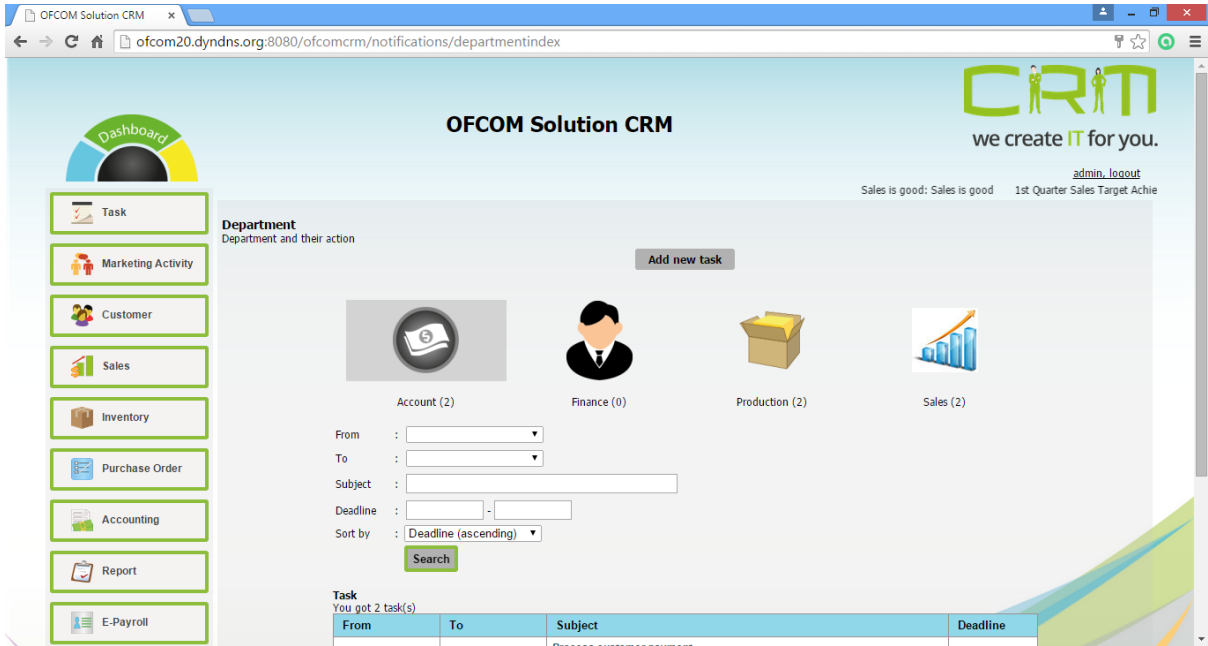 OFCOM Solution CRM
ofcom20.dyndns.org:8080/ofcomcrm/notifications/departmentindex
CRM
Dashboard
OFCOM Solution CRM
we create IT for you.
admin, logout
Sales is good: Sales is good 1st Quarter Sales Target Achie
Task
Marketing Activity
Customer
Sales
Inventory
Purchase Order
Accounting
Report
E-Payroll
Department
Department and their action
Add new task
Account (2) Finance (0) Production (2) Sales (2)
From :
To :
Subject :
Deadline : -
Sort by : Deadline (ascending)
Search
Task
You got 2 task(s)
From To Subject Deadline
Process customer payment